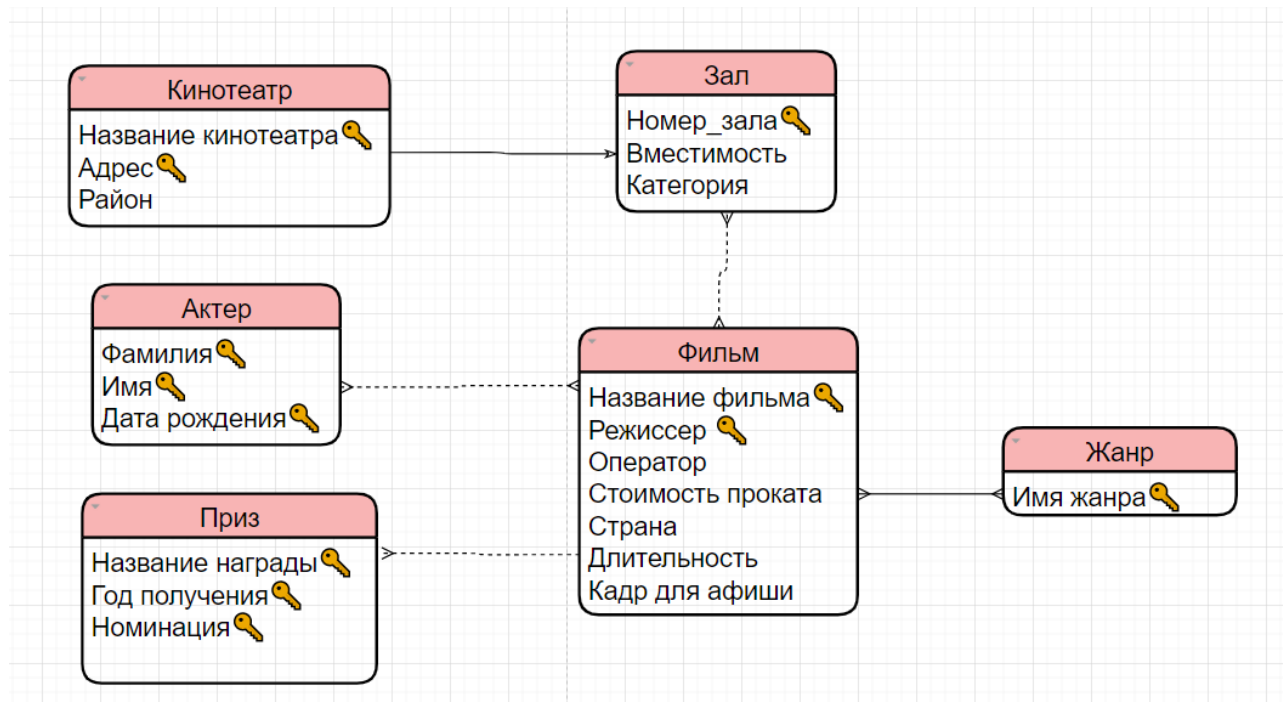 Кинотеатр
Название кинотеатра
Адрес
Район
Зал
Номер_зала
Вместимость
Категория
Актер
Фамилия
Имя
Дата рождения
Фильм
Название фильма
Режиссер
Оператор
Стоимость проката
Страна
Длительность
Кадр для афиши
Жанр
Имя жанра
Приз
Название награды
Год получения
Номинация